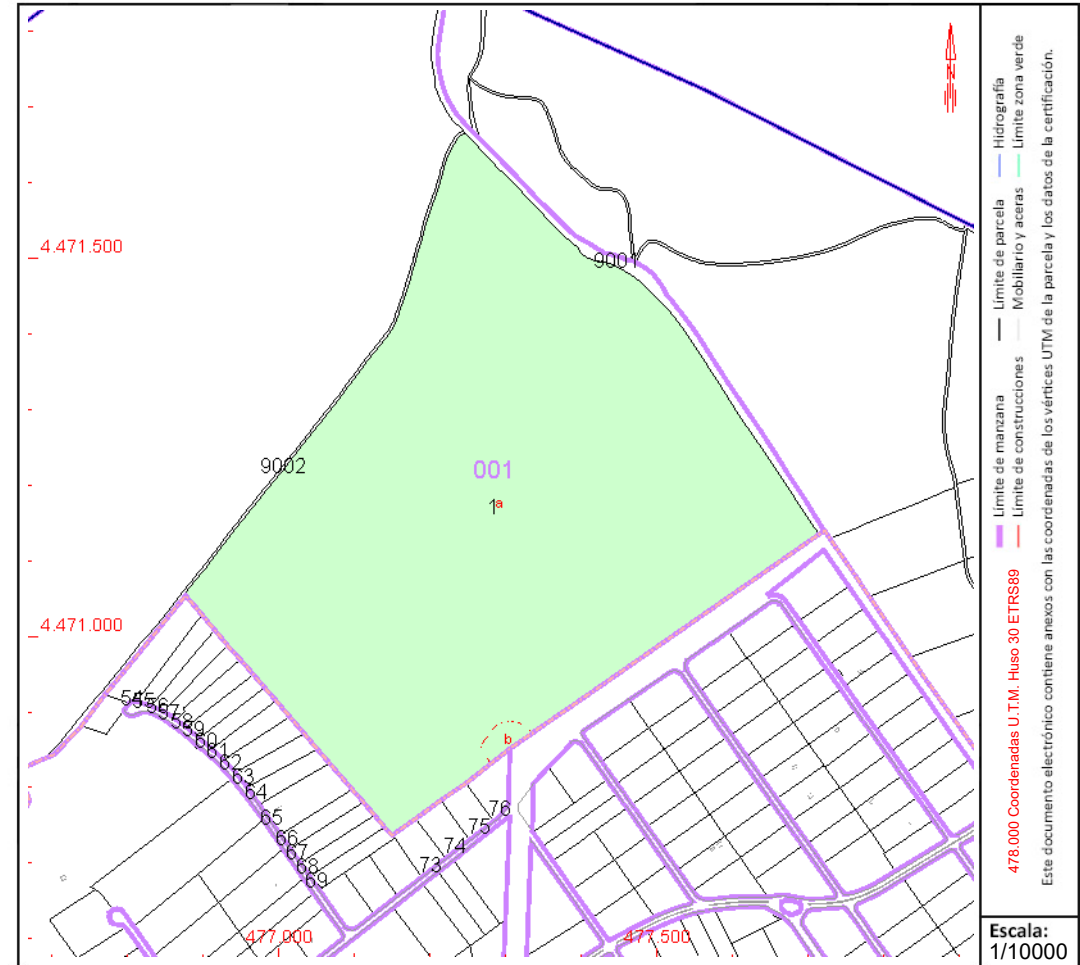 4.471.500
9001
9002
001
1 a
4.471.000
b
54
55
56
57
58
59
60
61
62
63
64
65
66
67
68
69
73
74
75
76
477.000
477.500
N
478.000 Coordenadas U.T.M. Huso 30 ETRS89
Límite de manzana
Límite de parcela
Hidrografía
Límite de construcciones
Mobiliario y aceras
Límite zona verde
Este documento electrónico contiene anexos con las coordenadas de los vértices UTM de la parcela y los datos de la certificación.
Escala:
1/10000